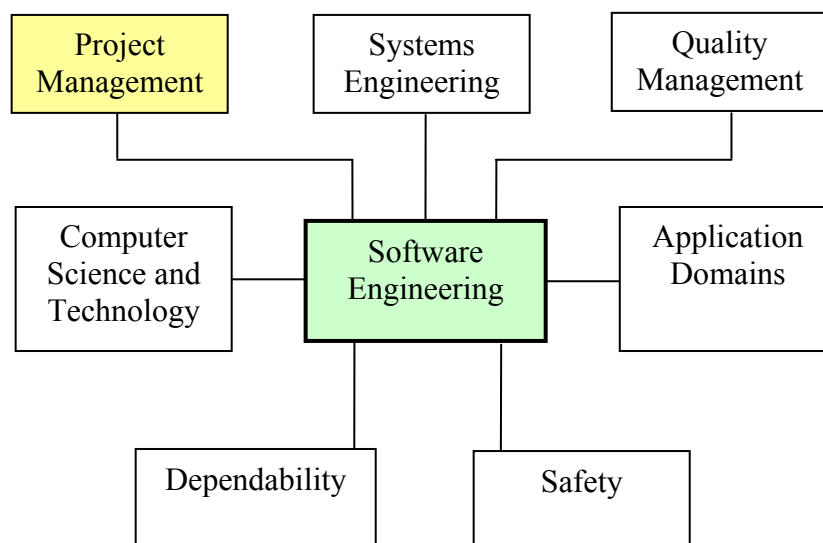 Project
Management
Systems
Engineering
Quality
Management
Computer
Science and
Technology
Software
Engineering
Application
Domains
Dependability
Safety